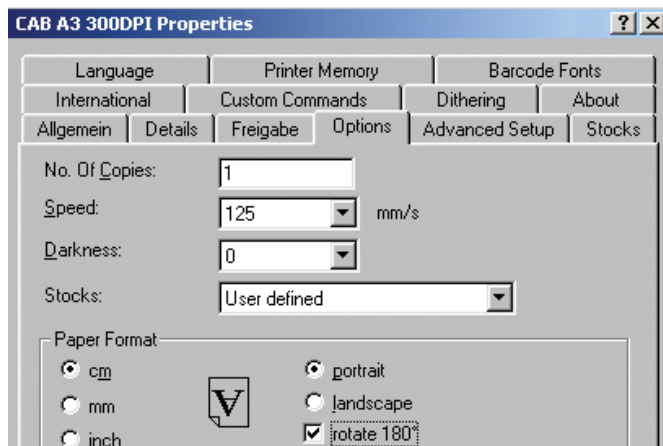 CAB A3 300DPI Properties
Language Printer Memory Barcode Fonts
International Custom Commands Dithering About
Allgemein Details Freigabe Options Advanced Setup Stocks
No. Of Copies: 1
Speed: 125 mm/s
Darkness: 0
Stocks: User defined
Paper Format
cm portrait
mm landscape
inch rotate 180°